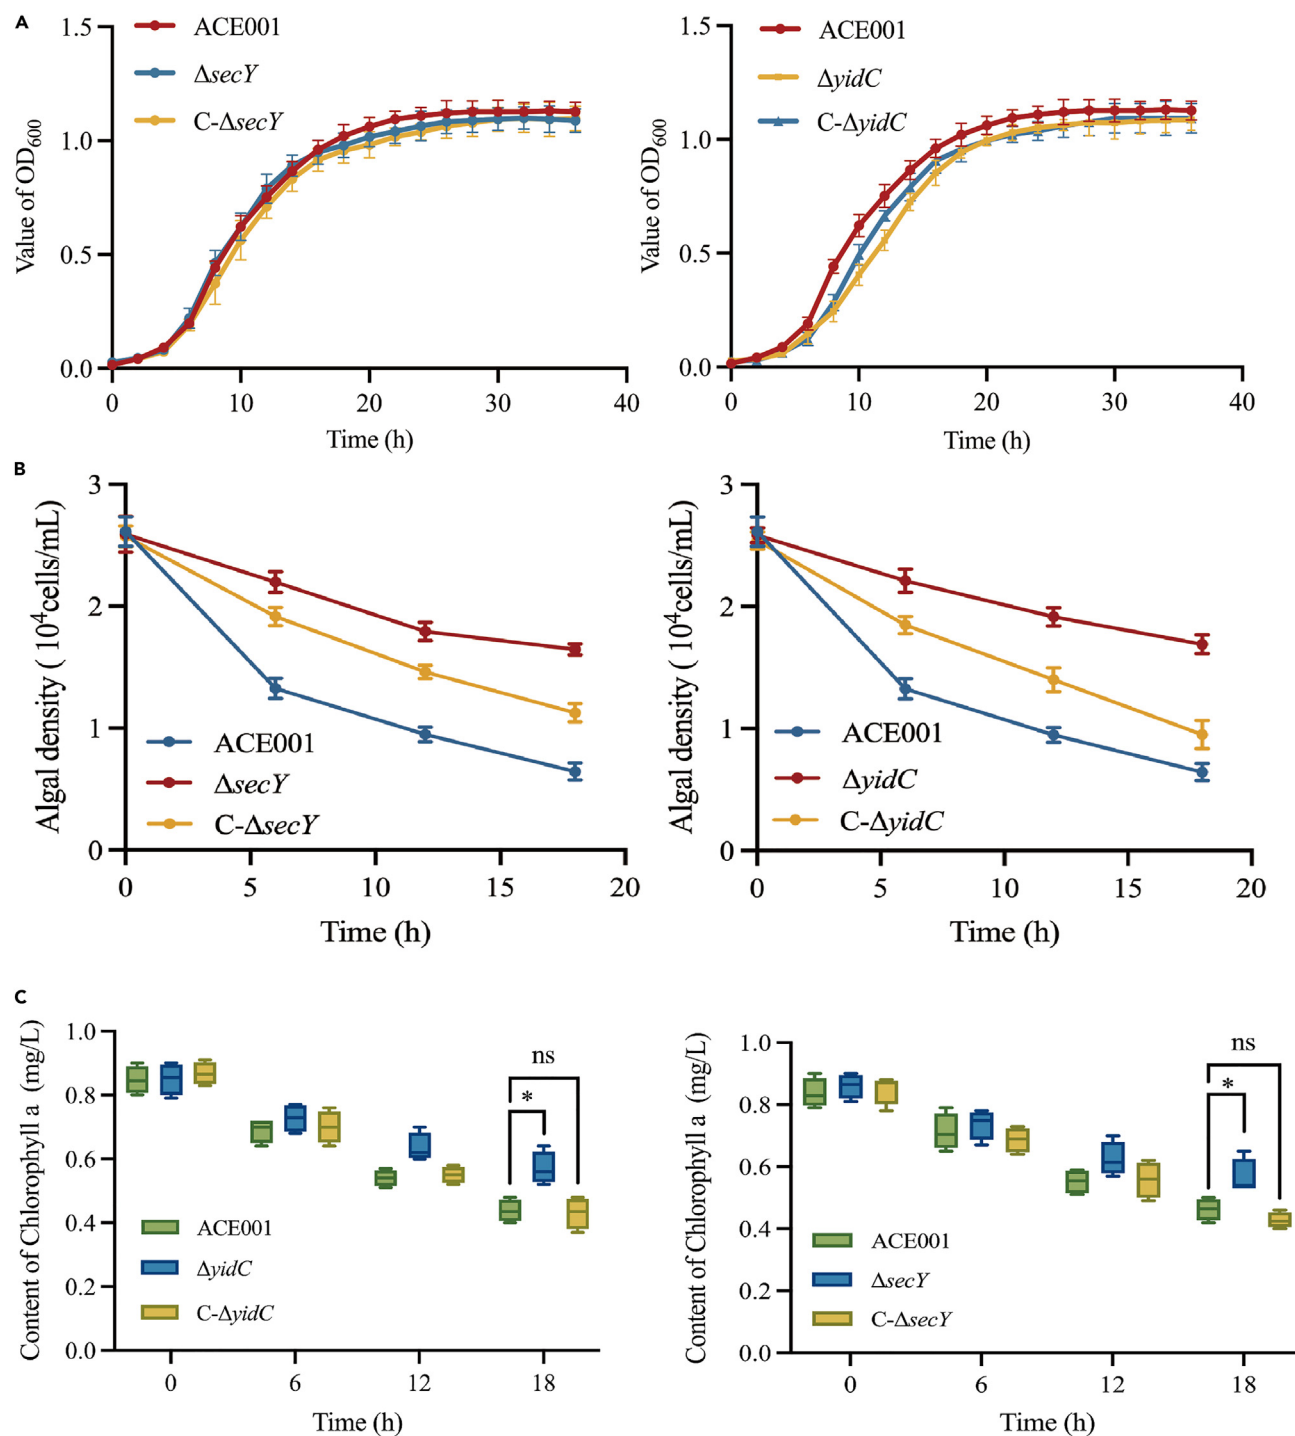 A
1.5
1.0
0.5
0.0
Value of OD600
ACE001
ΔsecY
C-ΔsecY
0 10 20 30 40
Time (h)
1.5
1.0
0.5
0.0
Value of OD600
ACE001
ΔyidC
C-ΔyidC
0 10 20 30 40
Time (h)
B
3
2
1
0
Algal density ( 10⁴cells/mL)
ACE001
ΔsecY
C-ΔsecY
0 5 10 15 20
Time (h)
3
2
1
0
Algal density ( 10⁴cells/mL)
ACE001
ΔyidC
C-ΔyidC
0 5 10 15 20
Time (h)
C
1.0
0.8
0.6
0.4
0.2
0.0
Content of Chlorophyll a (mg/L)
ns
*
ACE001
ΔyidC
C-ΔyidC
0 6 12 18
Time (h)
1.0
0.8
0.6
0.4
0.2
0.0
Content of Chlorophyll a (mg/L)
ns
*
ACE001
ΔsecY
C-ΔsecY
0 6 12 18
Time (h)